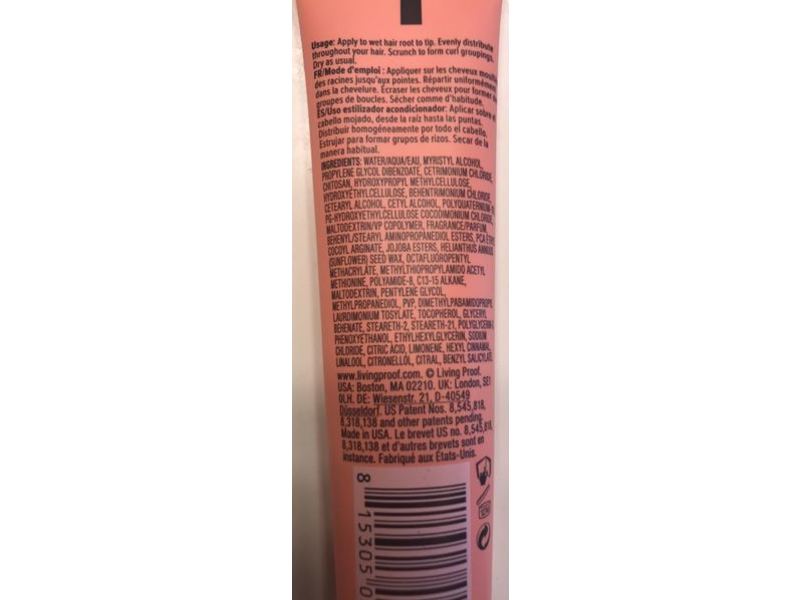 Usage: Apply to wet hair root to tip. Evenly distribute
throughout your hair. Scrunch to form curl groupings.
Dry as usual.
FR/Mode d'emploi : Appliquer sur les cheveux
des racines jusqu'aux pointes. Répartir uniformément
dans la chevelure. Écraser les cheveux pour former
groupes de boucles. Sécher comme d'habitude.
ES/Uso estilizador acondicionador: Aplicar sobre
cabello mojado, desde la raíz hasta las puntas.
Distribuir homogéneamente por todo el cabello.
Estrujar para formar grupos de rizos. Secar de la
manera habitual.
INGREDIENTS: WATER/AQUA/EAU, MYRISTYL ALCOHOL,
PROPYLENE GLYCOL DIBENZOATE, CETRIMONIUM CHLORIDE,
CHITOSAN, HYDROXYPROPYL METHYLCELLULOSE,
HYDROXYETHYLCELLULOSE, BEHENTRIMONIUM CHLORIDE,
CETEARYL ALCOHOL, CETYL ALCOHOL,
PG-HYDROXYETHYLCELLULOSE COCODIMONIUM CHLORIDE,
MALTODEXTRIN/VP COPOLYMER, FRAGRANCE/PARFUM,
BEHENYL/STEARYL AMINOPROPANEDIOL ESTERS, PCA
COCOYL ARGINATE, JOJOBA ESTERS, HELIANTHUS ANNUUS
(SUNFLOWER) SEED WAX, OCTAFLUOROPENTYL
METHACRYLATE, METHYLTHIOPROPYLAMIDO ACETYL
METHIONINE, POLYAMIDE-8, C13-15 ALKANE,
MALTODEXTRIN, PENTYLENE GLYCOL,
METHYLPROPANEDIOL, PVP,
LAURDIMONIUM TOSYLATE, TOCOPHEROL, GLYCERYL
BEHENATE, STEARETH-2, STEARETH-21,
PHENOXYETHANOL, ETHYLHEXYLGLYCERIN, SODIUM
CHLORIDE, CITRIC ACID, LIMONENE, HEXYL CINNAMAL,
LINALOOL, CITRONELLOL, CITRAL, BENZYL SALICYLATE.
www.livingproof.com. © Living Proof.
USA: Boston, MA 02210. UK: London, SE1
0LH. DE: Wiesenstr. 21, D-40549
Düsseldorf. US Patent Nos. 8,545,818,
8,318,138 and other patents pending.
Made in USA. Le brevet US no. 8,545,818,
8,318,138 et d'autres brevets sont en
instance. Fabriqué aux États-Unis.
8 15305 0